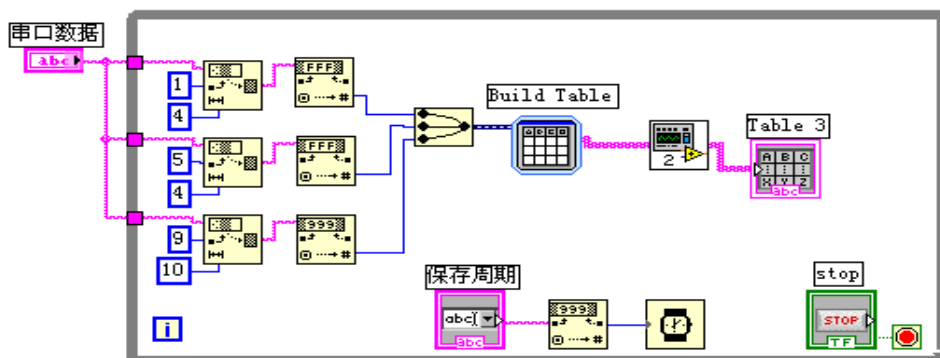 串口数据
abc
1
4
FFF
#
Build Table
2
Table 3
A B C
X Y Z
abc
5
4
FFF
#
9
10
999
#
保存周期
abc
abc
999
#
stop
STOP
TF
i